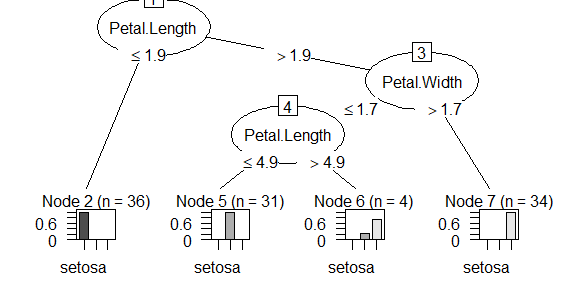 1
Petal.Length
≤ 1.9
> 1.9
3
Petal.Width
≤ 1.7
> 1.7
4
Petal.Length
≤ 4.9
> 4.9
Node 2 (n = 36)
Node 5 (n = 31)
Node 6 (n = 4)
Node 7 (n = 34)
0.6
0
0.6
0
0.6
0
0.6
0
setosa
setosa
setosa
setosa